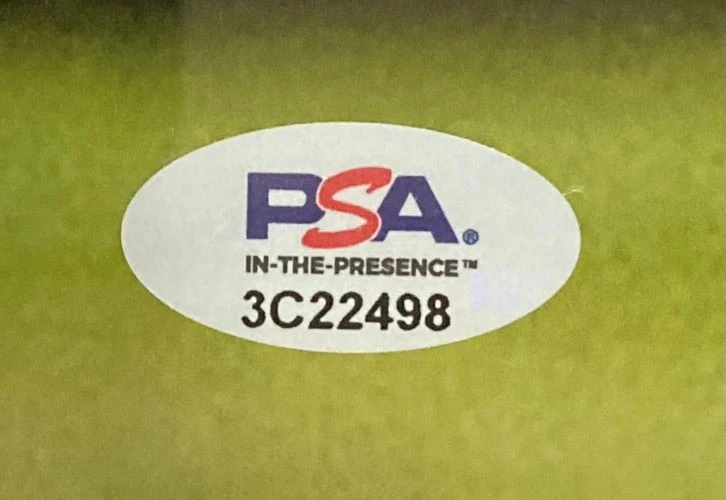 PSA®
IN-THE-PRESENCE™
3C22498